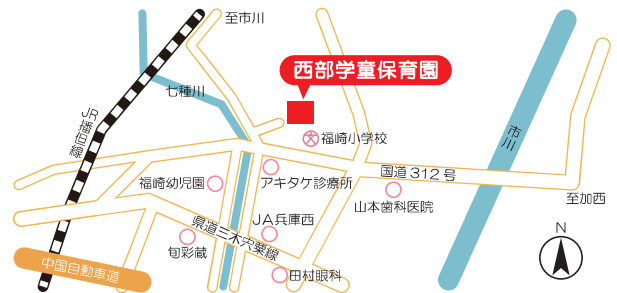 至市川
西部学童保育園
七種川
JR播但線
福崎小学校
市川
国道312号
福崎幼児園
アキタケ診療所
山本歯科医院
至加西
JA兵庫西
県道三木宍粟線
旬彩蔵
田村眼科
中国自動車道
N